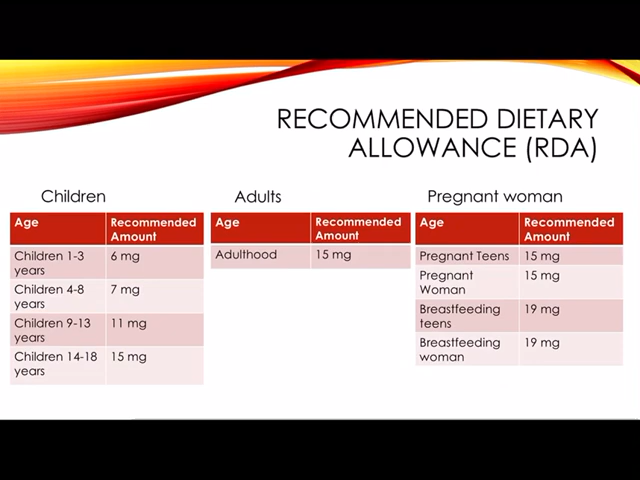 RECOMMENDED DIETARY
ALLOWANCE (RDA)
Children
Age Recommended
Amount
Children 1-3 6 mg
years
Children 4-8 7 mg
years
Children 9-13 11 mg
years
Children 14-18 15 mg
years
Adults
Age Recommended
Amount
Adulthood 15 mg
Pregnant woman
Age Recommended
Amount
Pregnant Teens 15 mg
Pregnant 15 mg
Woman
Breastfeeding 19 mg
teens
Breastfeeding 19 mg
woman